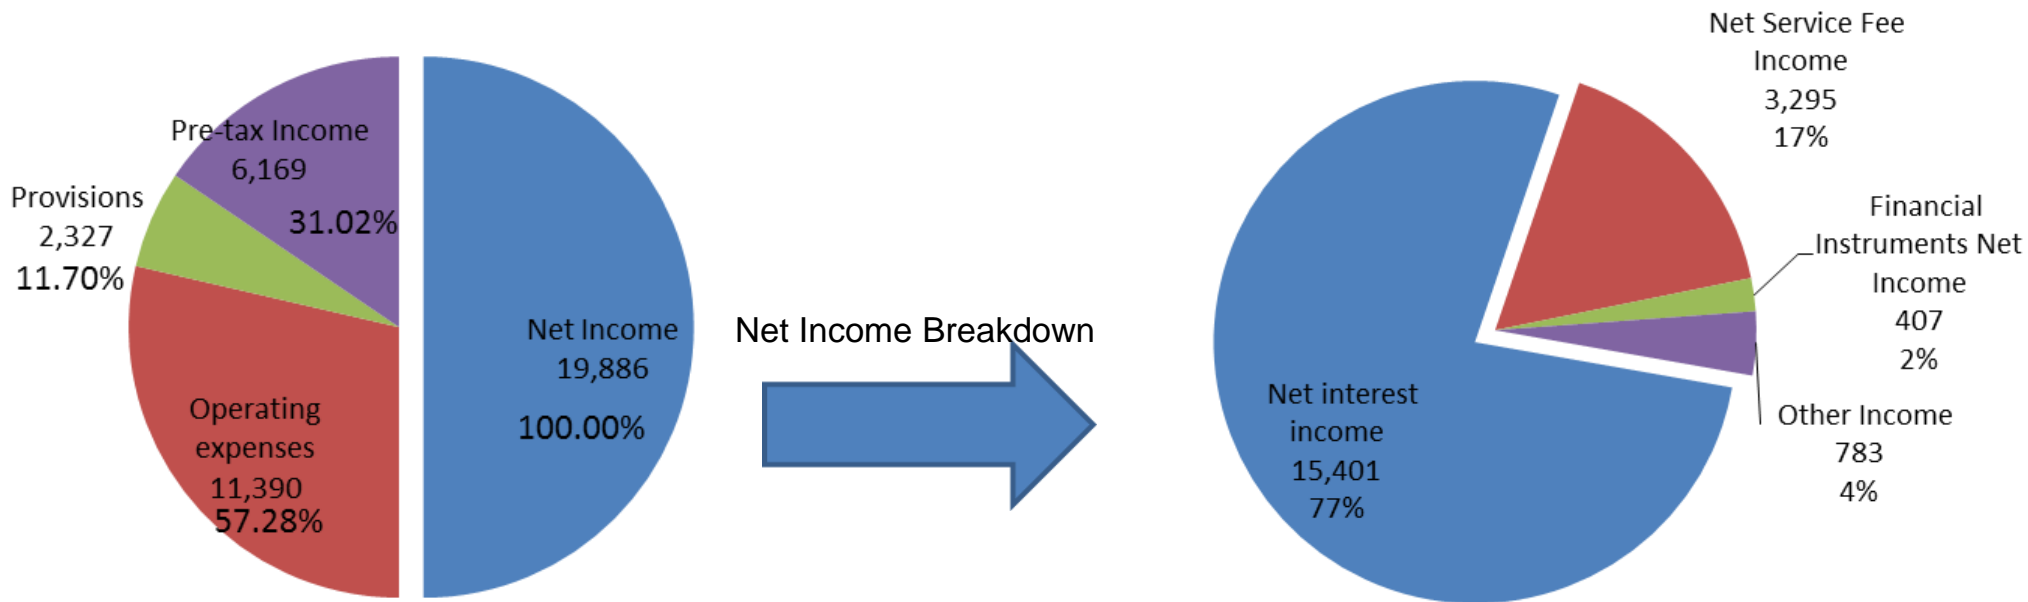 Pre-tax Income
6,169
31.02%
Provisions
2,327
11.70%
Operating
expenses
11,390
57.28%
Net Income
19,886
100.00%
Net Income Breakdown
Net Service Fee
Income
3,295
17%
Financial
Instruments Net
Income
407
2%
Other Income
783
4%
Net interest
income
15,401
77%